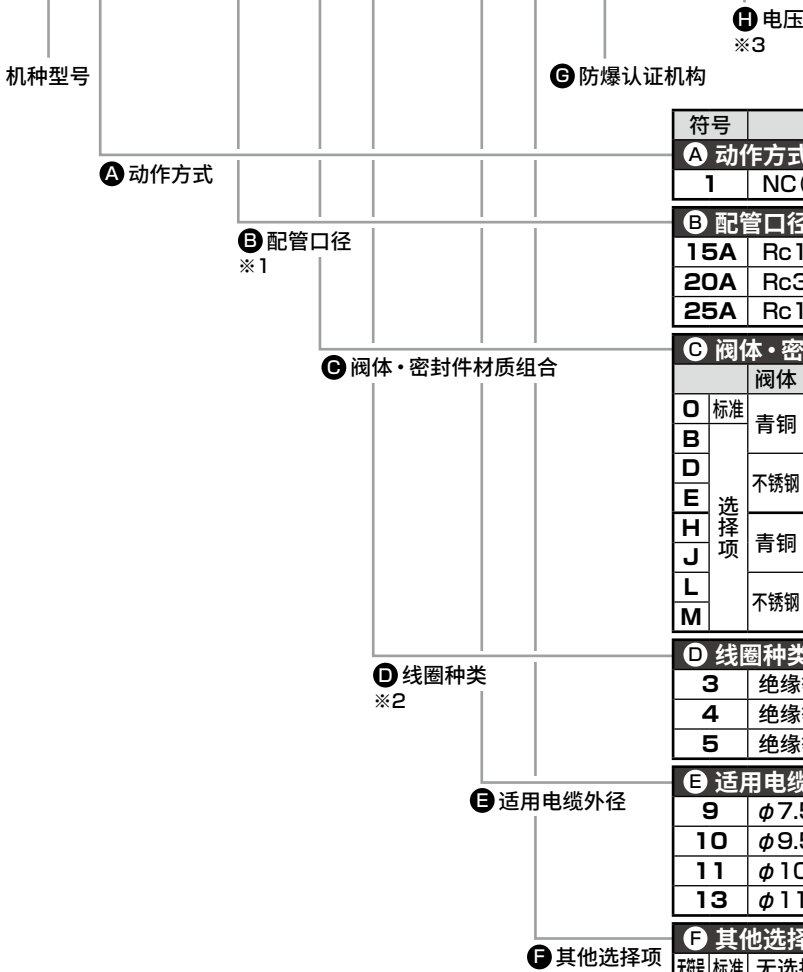 H 电压
※3
机种型号
G 防爆认证机构
符号
A 动作方式
1 NC
A 动作方式
B 配管口径
※1
B 配管口径
15A Rc1
20A Rc3
25A Rc1
C 阀体・密封件材质组合
C 阀体・密
阀体
0 标准 青铜
B 选择项
D 不锈钢
E
H 青铜
J
L 不锈钢
M
D 线圈种类
※2
D 线圈种类
3 绝缘
4 绝缘
5 绝缘
E 适用电缆外径
E 适用电缆
9 φ7.5
10 φ9.5
11 φ10
13 φ11
F 其他选择项
F 其他选择
无符号 标准 无选择